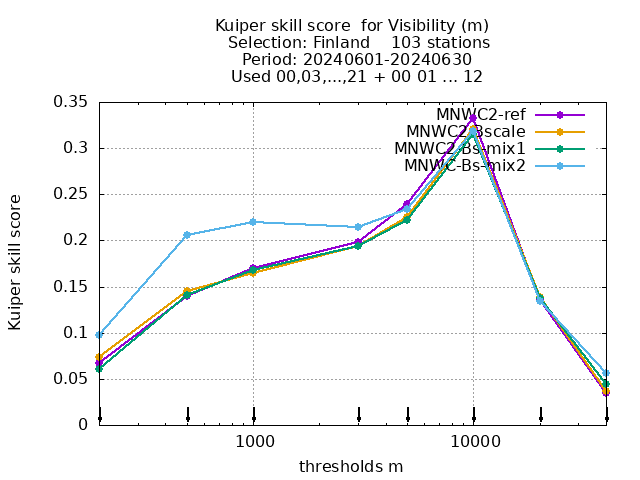 Kuiper skill score  for Visibility (m)
Selection: Finland    103 stations
Period: 20240601-20240630
Used 00,03,...,21 + 00 01 ... 12
0.35
0.3
0.25
0.2
0.15
0.1
0.05
0
Kuiper skill score
MNWC2-ref
MNWC2-Bscale
MNWC2-Bs-mix1
MNWC-Bs-mix2
1000
10000
thresholds m